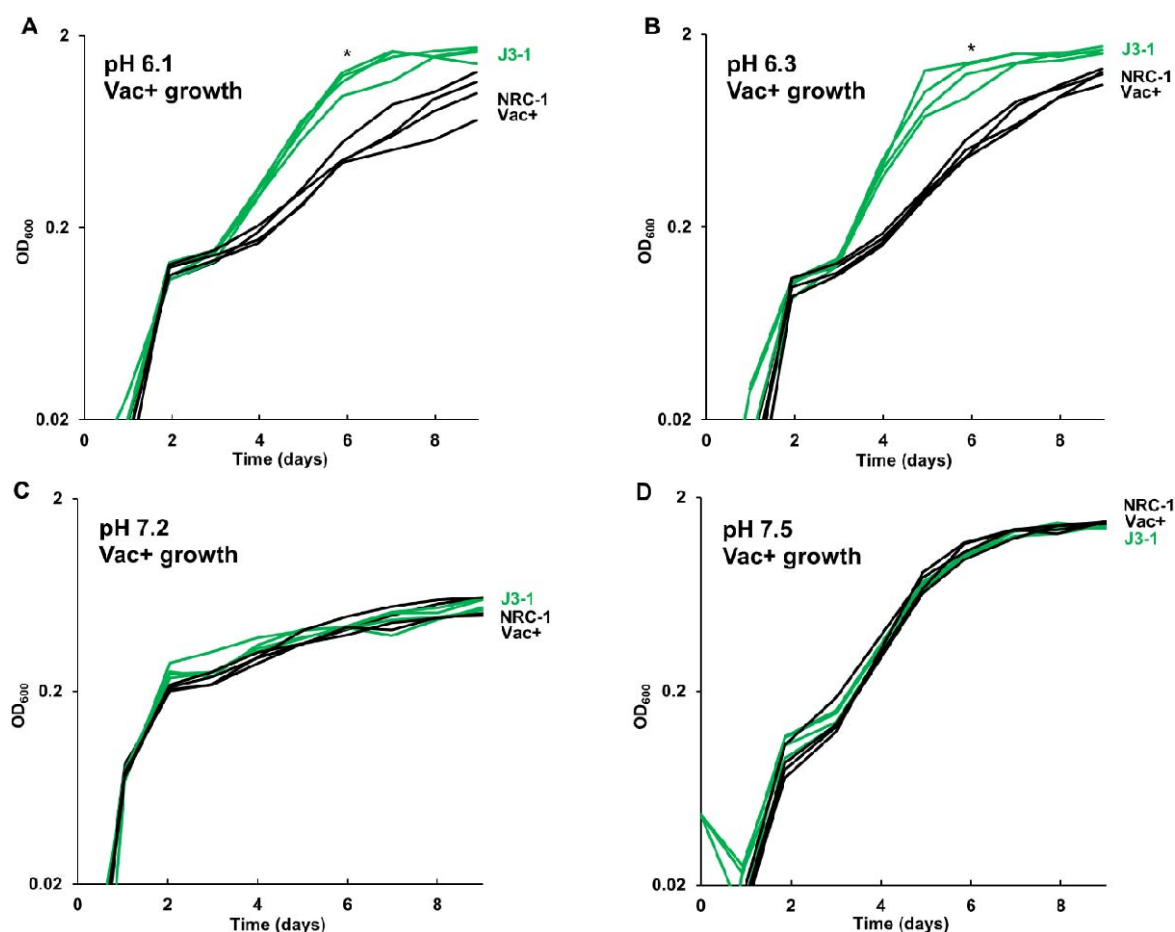 A
pH 6.1
Vac+ growth
*
J3-1
NRC-1
Vac+
2
0.2
0.02
OD600
0 2 4 6 8
Time (days)
B
pH 6.3
Vac+ growth
*
J3-1
NRC-1
Vac+
2
0.2
0.02
OD600
0 2 4 6 8
Time (days)
C
pH 7.2
Vac+ growth
J3-1
NRC-1
Vac+
2
0.2
0.02
OD600
0 2 4 6 8
Time (days)
D
pH 7.5
Vac+ growth
NRC-1
Vac+
J3-1
2
0.2
0.02
OD600
0 2 4 6 8
Time (days)